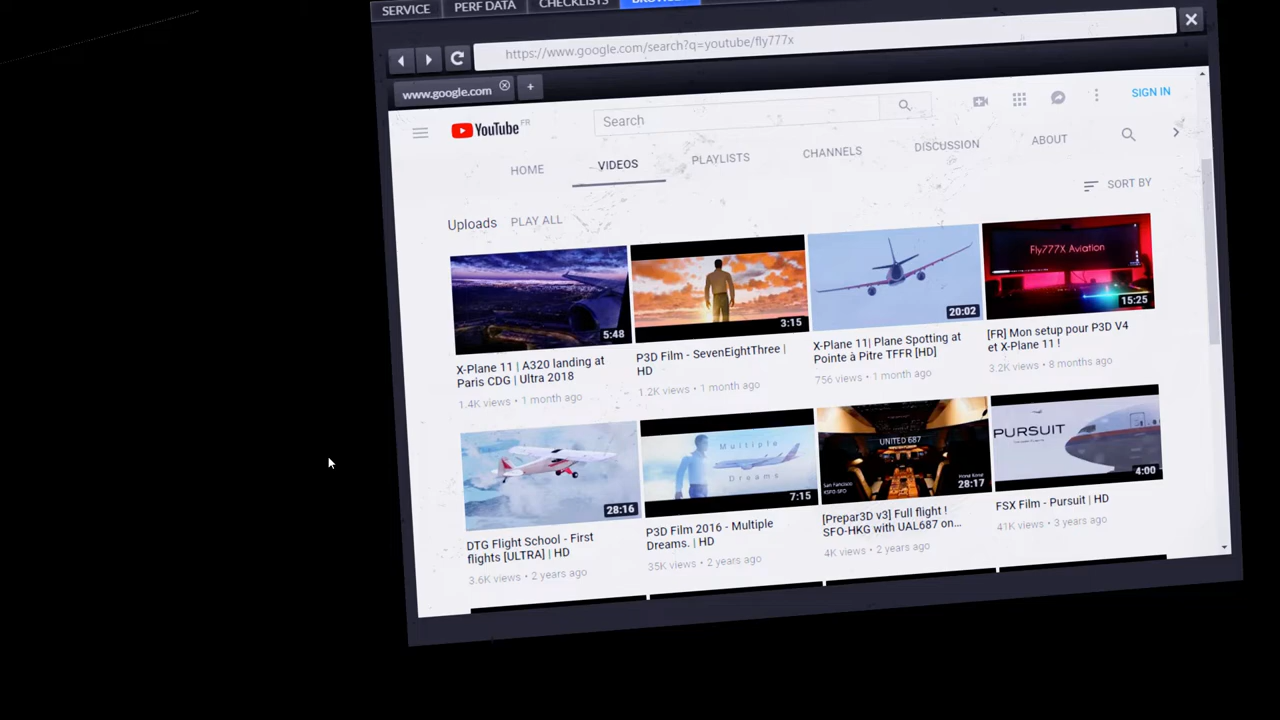 SERVICE
PERF DATA
CHECKLISTS
https://www.google.com/search?q=youtube/fly777x
www.google.com
YouTube FR
Search
SIGN IN
HOME
VIDEOS
PLAYLISTS
CHANNELS
DISCUSSION
ABOUT
SORT BY
Uploads PLAY ALL
5:48
3:15
20:02
Fly777X Aviation
15:25
X-Plane 11 | A320 landing at
Paris CDG | Ultra 2018
1.4K views • 1 month ago
P3D Film - SevenEightThree |
HD
1.2K views • 1 month ago
X-Plane 11| Plane Spotting at
Pointe à Pitre TFFR [HD]
756 views • 1 month ago
[FR] Mon setup pour P3D V4
et X-Plane 11 !
3.2K views • 8 months ago
28:16
Multiple
Dreams
7:15
UNITED 687
San Francisco
KSFO-SFO
Hong Kong
28:17
PURSUIT
4:00
DTG Flight School - First
flights [ULTRA] | HD
3.6K views • 2 years ago
P3D Film 2016 - Multiple
Dreams. | HD
35K views • 2 years ago
[Prepar3D v3] Full flight !
SFO-HKG with UAL687 on...
4K views • 2 years ago
FSX Film - Pursuit | HD
41K views • 3 years ago